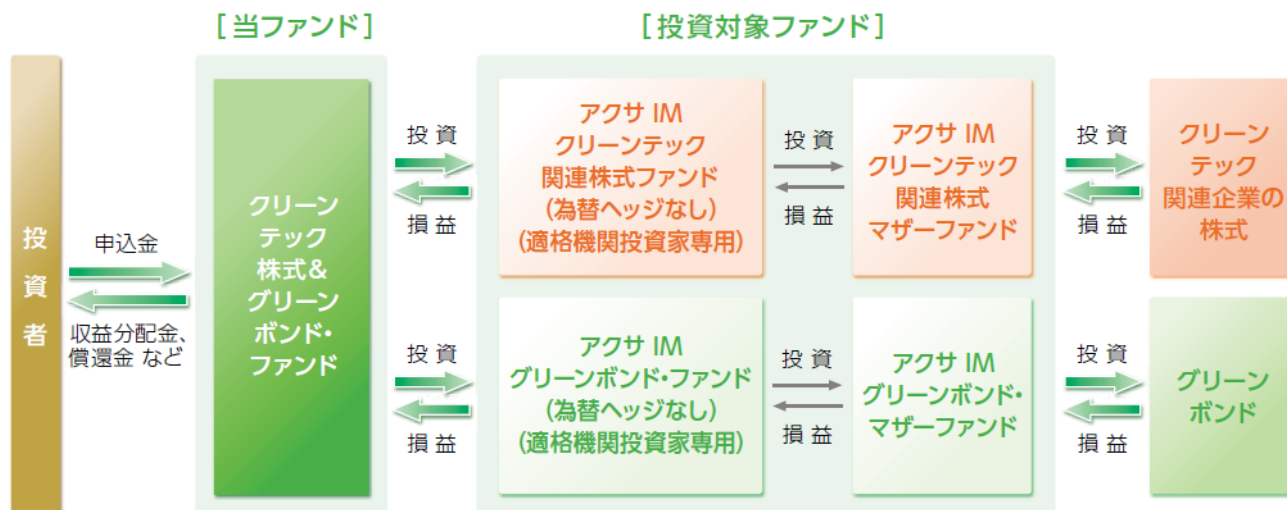 [当ファンド]
[投資対象ファンド]
投資者
申込金
収益分配金、
償還金 など
クリーン
テック
株式&
グリーン
ボンド・
ファンド
投 資
損 益
アクサ IM
クリーンテック
関連株式ファンド
(為替ヘッジなし)
(適格機関投資家専用)
投 資
損 益
アクサ IM
クリーンテック
関連株式
マザーファンド
投 資
損 益
クリーン
テック
関連企業の
株式
投 資
損 益
アクサ IM
グリーンボンド・ファンド
(為替ヘッジなし)
(適格機関投資家専用)
投 資
損 益
アクサ IM
グリーンボンド・
マザーファンド
投 資
損 益
グリーン
ボンド